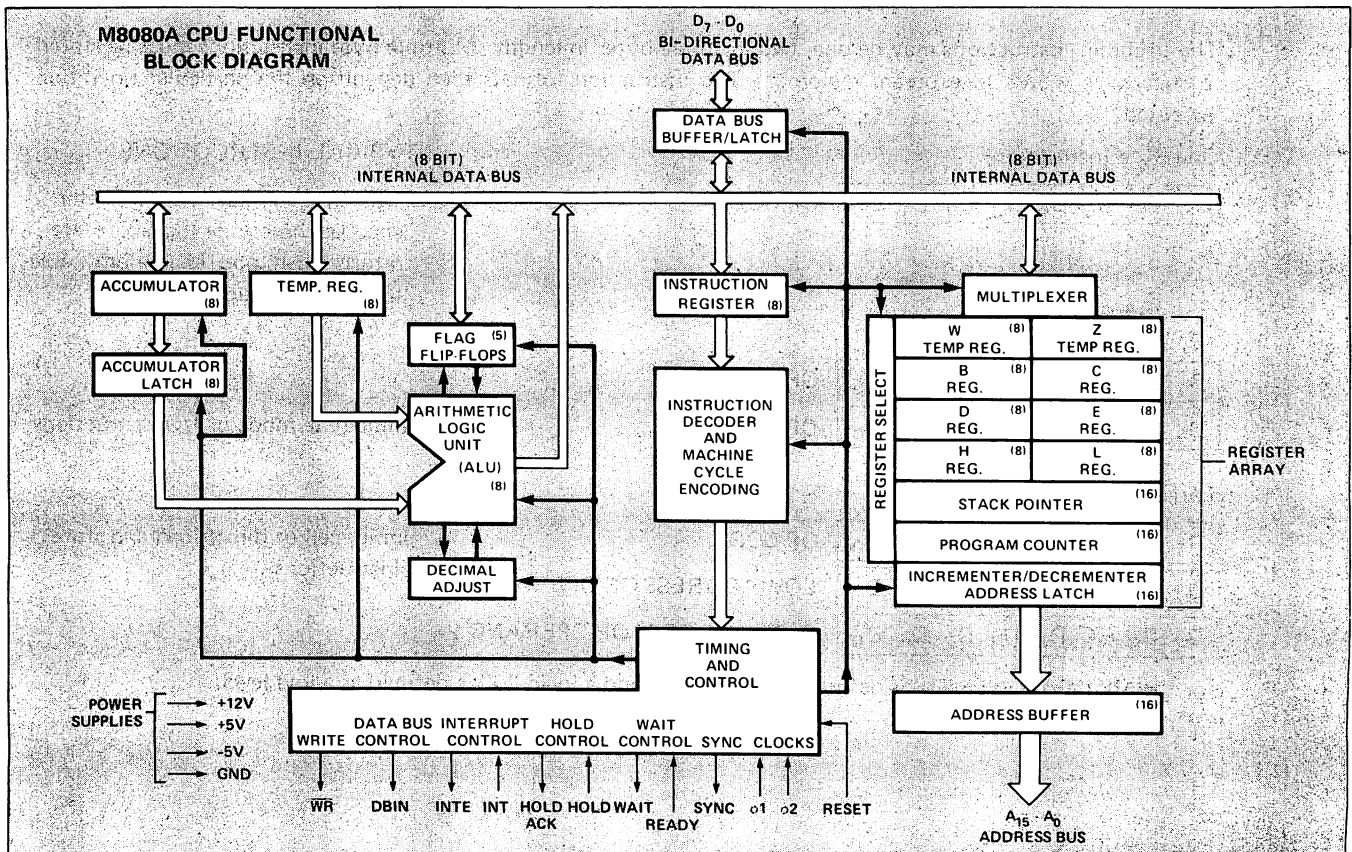 M8080A CPU FUNCTIONAL
BLOCK DIAGRAM
D7 - D0
BI-DIRECTIONAL
DATA BUS
DATA BUS
BUFFER/LATCH
(8 BIT)
INTERNAL DATA BUS
(8 BIT)
INTERNAL DATA BUS
ACCUMULATOR
(8)
TEMP. REG.
(8)
INSTRUCTION
REGISTER (8)
MULTIPLEXER
FLAG (5)
FLIP-FLOPS
ACCUMULATOR
LATCH (8)
ARITHMETIC
LOGIC
UNIT
(ALU)
(8)
DECIMAL
ADJUST
INSTRUCTION
DECODER
AND
MACHINE
CYCLE
ENCODING
REGISTER SELECT
W (8)
TEMP REG.
Z (8)
TEMP REG.
B (8)
REG.
C (8)
REG.
D (8)
REG.
E (8)
REG.
H (8)
REG.
L (8)
REG.
STACK POINTER (16)
PROGRAM COUNTER (16)
INCREMENTER/DECREMENTER
ADDRESS LATCH (16)
REGISTER
ARRAY
TIMING
AND
CONTROL
POWER
SUPPLIES
+12V
+5V
-5V
GND
WRITE
DATA BUS
CONTROL
INTERRUPT
CONTROL
HOLD
CONTROL
WAIT
CONTROL
SYNC
CLOCKS
ADDRESS BUFFER (16)
WR
DBIN
INTE
INT
HOLD
ACK
HOLD
WAIT
READY
SYNC
φ1
φ2
RESET
A15 - A0
ADDRESS BUS